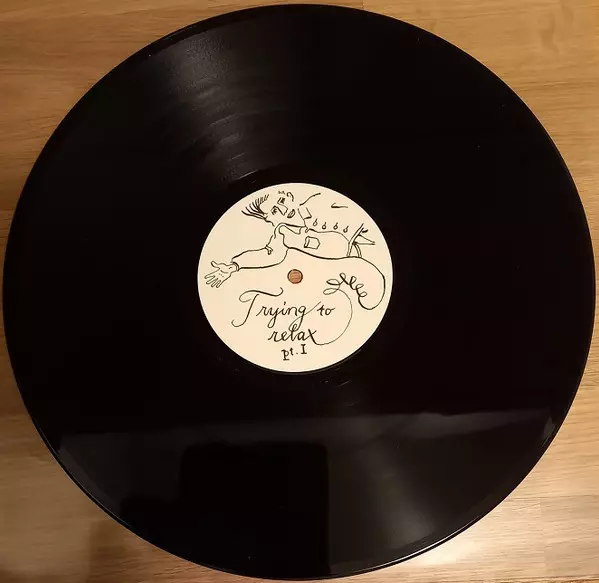 Trying to
relax
pt. I